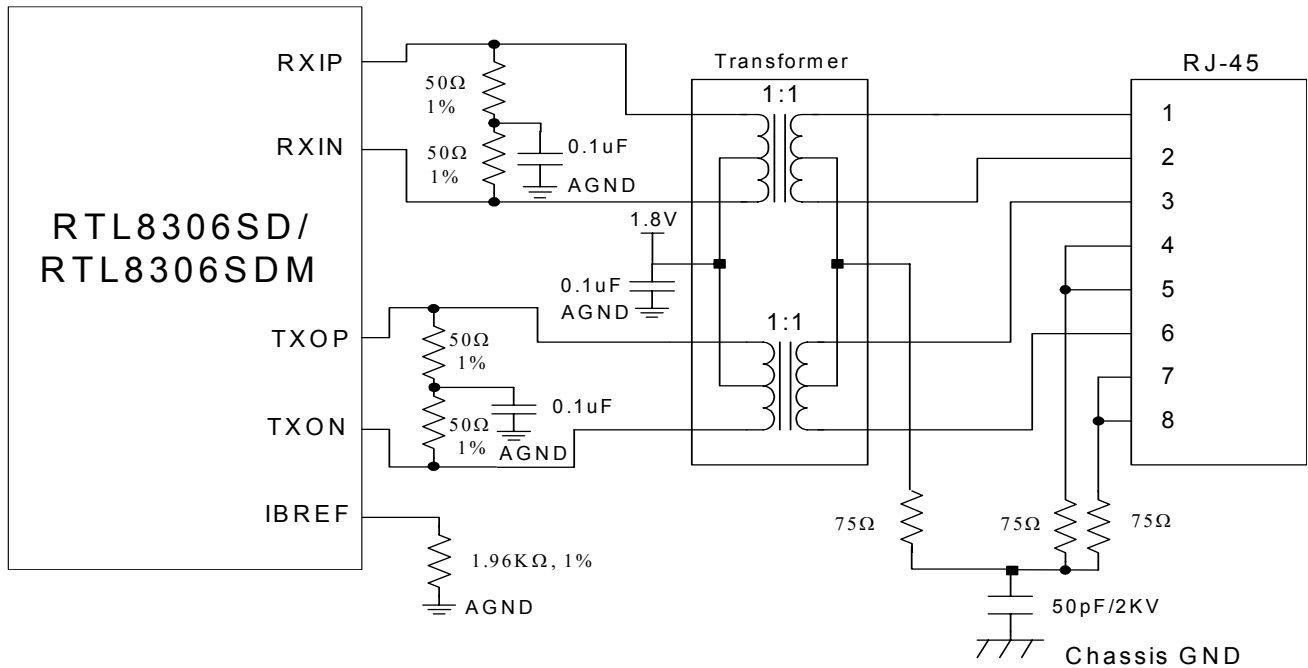 RTL8306SD/
RTL8306SDM
RXIP
RXIN
TXOP
TXON
IBREF
50Ω
1%
50Ω
1%
0.1uF
AGND
50Ω
1%
50Ω
1%
0.1uF
AGND
1.96KΩ, 1%
AGND
1.8V
0.1uF
AGND
Transformer
1:1
1:1
RJ-45
1
2
3
4
5
6
7
8
75Ω
75Ω
75Ω
50pF/2KV
Chassis GND